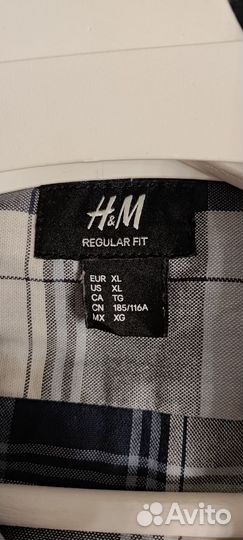 H&M
REGULAR FIT
EUR XL
US XL
CA TG
CN 185/116A
MX XG
Avito